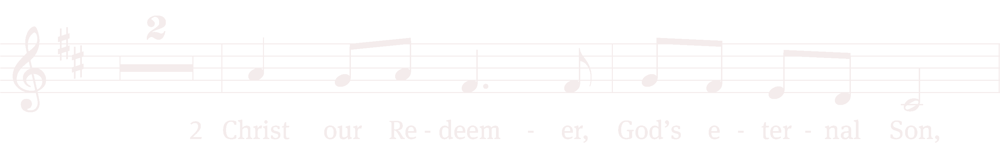 2
2 Christ our Re - deem - er, God’s e - ter - nal Son,